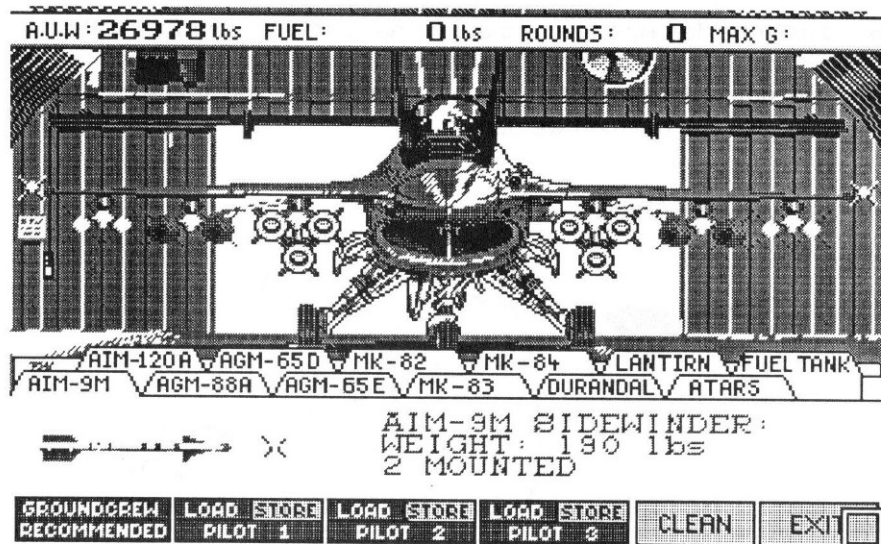 A.U.W: 26978 lbs FUEL: 0 lbs ROUNDS: 0 MAX G:
AIM-120A AGM-65D MK-82 MK-84 LANTIRN FUEL TANK
AIM-9M AGM-88A AGM-65E MK-83 DURANDAL ATARS
AIM-9M SIDEWINDER:
WEIGHT: 190 lbs
2 MOUNTED
GROUNDCREW LOAD STORE LOAD STORE LOAD STORE CLEAN EXIT
RECOMMENDED PILOT 1 PILOT 2 PILOT 3